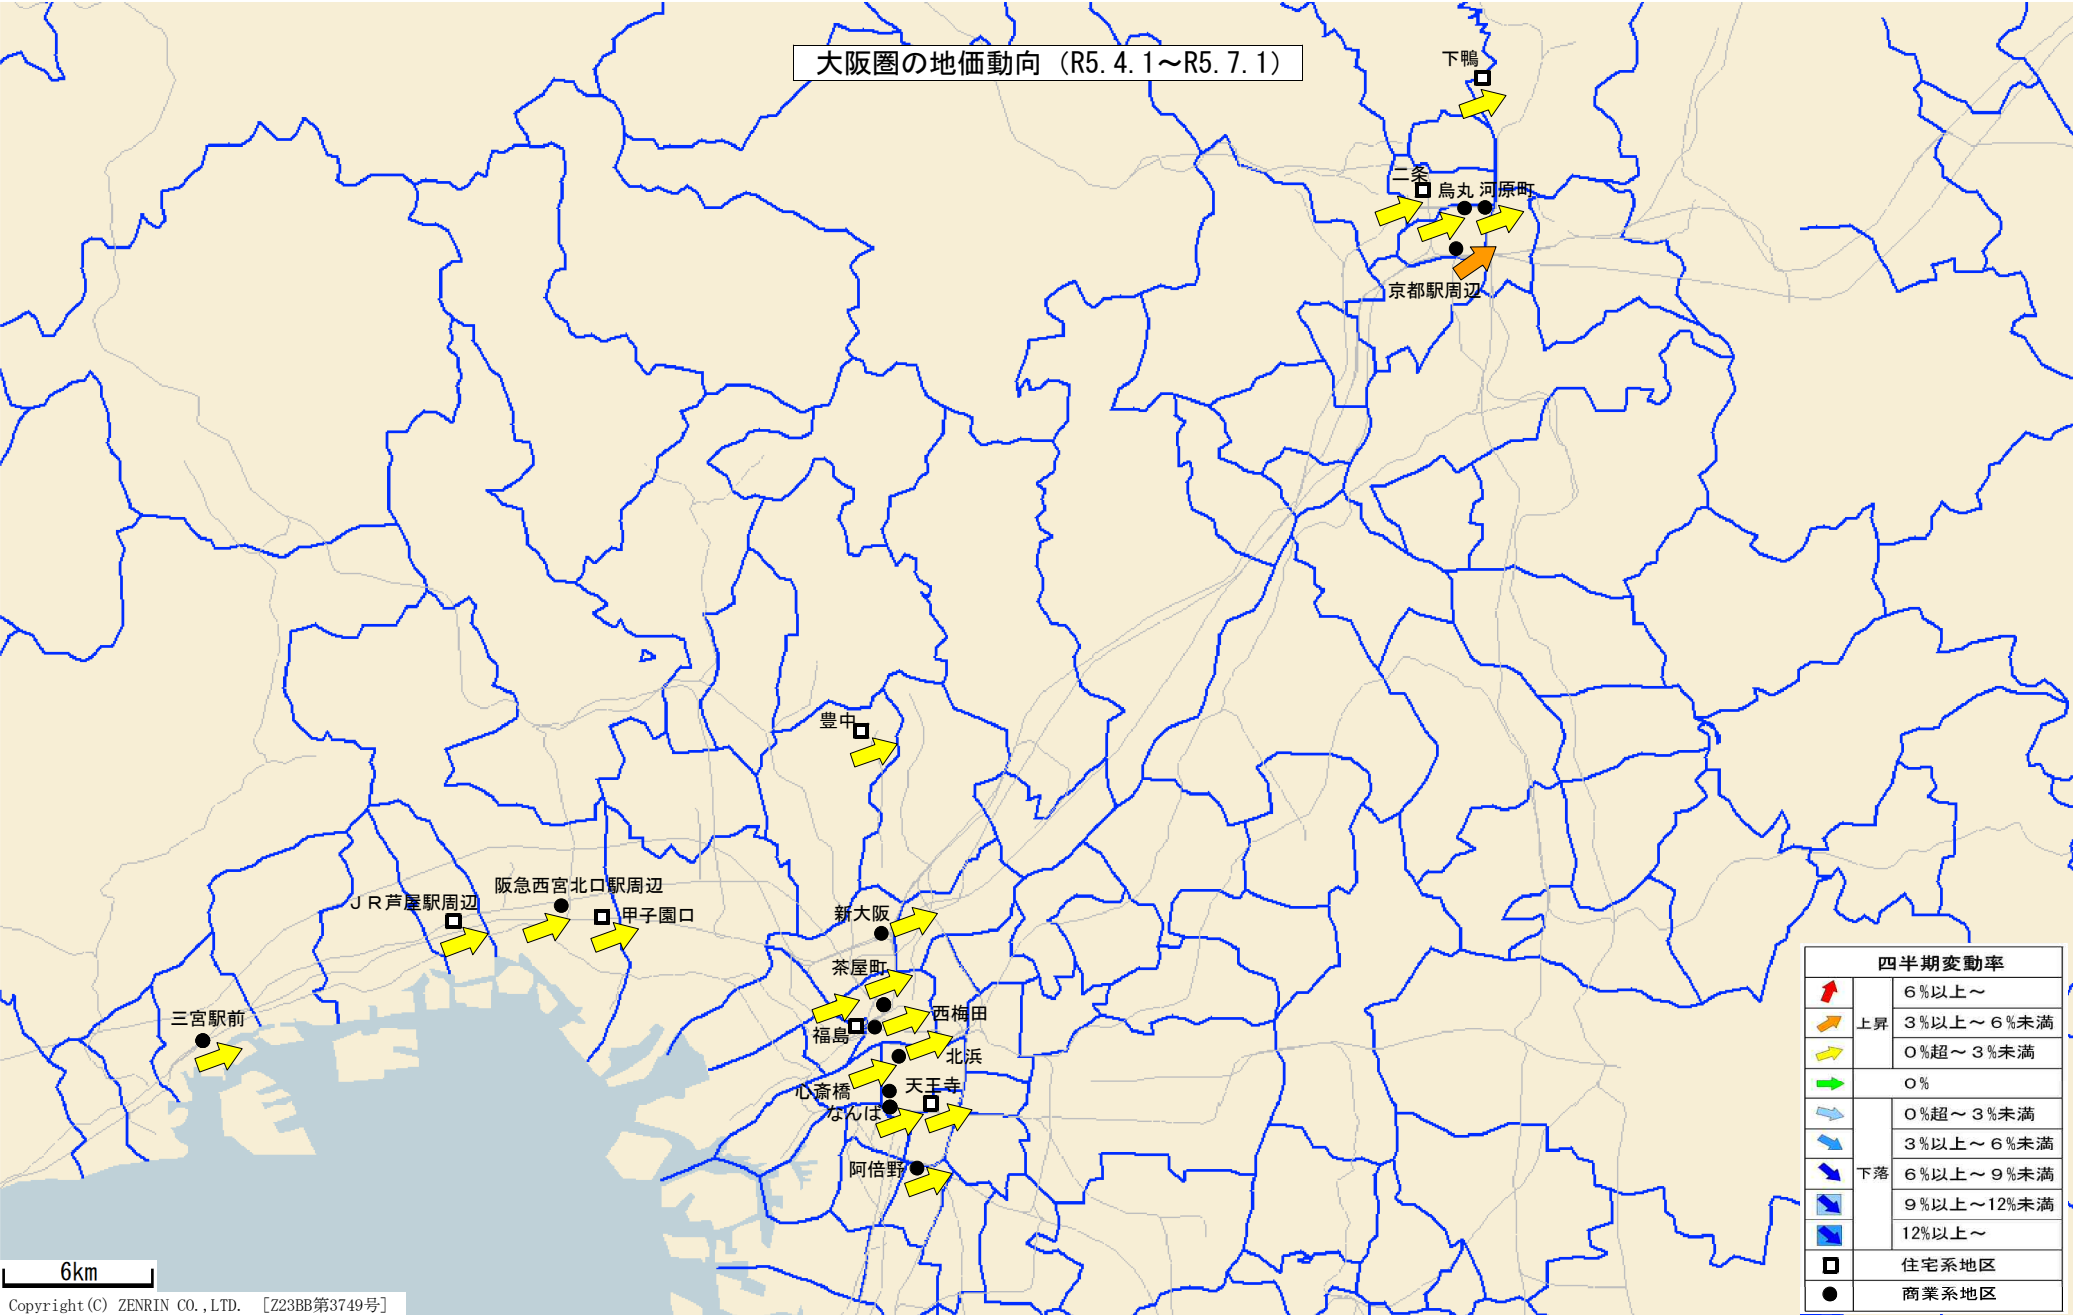 大阪圏の地価動向（R5.4.1～R5.7.1）
下鴨
二条
烏丸 河原町
京都駅周辺
豊中
阪急西宮北口駅周辺
ＪＲ芦屋駅周辺
甲子園口
新大阪
茶屋町
西梅田
福島
三宮駅前
北浜
心斎橋
天王寺
なんば
阿倍野
四半期変動率
上昇
６%以上～
３%以上～６%未満
０%超～３%未満
０%
下落
０%超～３%未満
３%以上～６%未満
６%以上～９%未満
９%以上～12%未満
12%以上～
住宅系地区
商業系地区
6km
Copyright(C) ZENRIN CO.,LTD. [Z23BB第3749号]